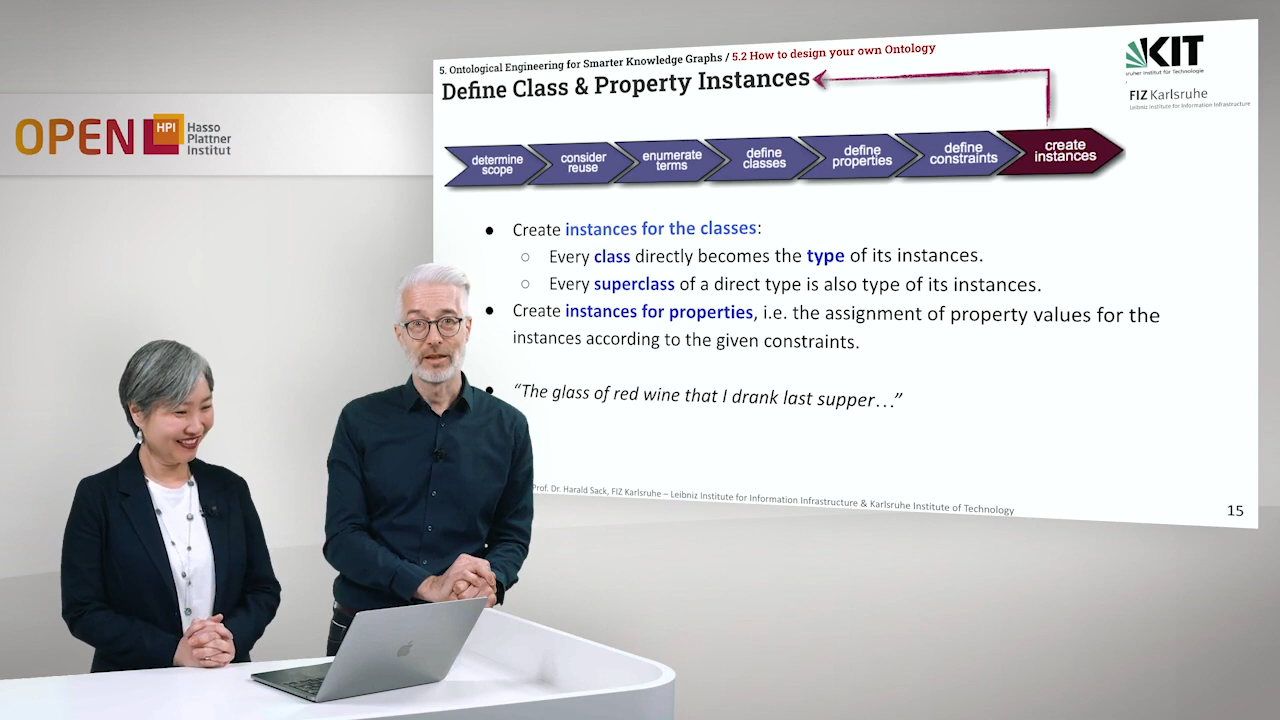 OPEN HPI Hasso
Plattner
Institut
5. Ontological Engineering for Smarter Knowledge Graphs / 5.2 How to design your own Ontology
Define Class & Property Instances
KIT
sruher Institut für Technologie
FIZ Karlsruhe
Leibniz Institute for Information Infrastructure
determine
scope
consider
reuse
enumerate
terms
define
classes
define
properties
define
constraints
create
instances
● Create instances for the classes:
○ Every class directly becomes the type of its instances.
○ Every superclass of a direct type is also type of its instances.
● Create instances for properties, i.e. the assignment of property values for the
instances according to the given constraints.
● “The glass of red wine that I drank last supper…”
Prof. Dr. Harald Sack, FIZ Karlsruhe – Leibniz Institute for Information Infrastructure & Karlsruhe Institute of Technology
15